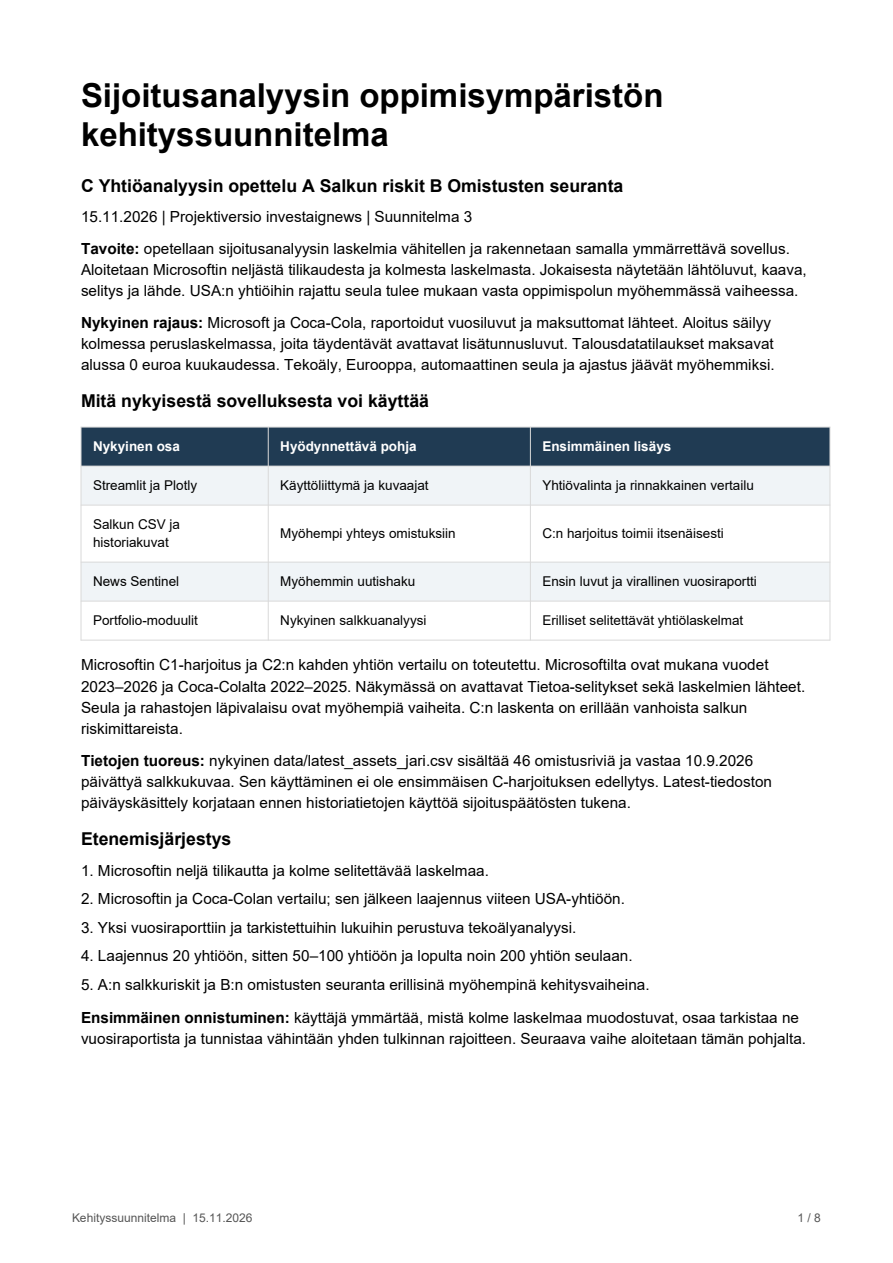 Sijoitusanalyysin oppimisympäristön
kehityssuunnitelma
C Yhtiöanalyysin opettelu A Salkun riskit B Omistusten seuranta
15.11.2026 | Projektiversio investaignews | Suunnitelma 3
Tavoite: opetellaan sijoitusanalyysin laskelmia vähitellen ja rakennetaan samalla ymmärrettävä sovellus.
Aloitetaan Microsoftin neljästä tilikaudesta ja kolmesta laskelmasta. Jokaisesta näytetään lähtöluvut, kaava,
selitys ja lähde. USA:n yhtiöihin rajattu seula tulee mukaan vasta oppimispolun myöhemmässä vaiheessa.
Nykyinen rajaus: Microsoft ja Coca-Cola, raportoidut vuosiluvut ja maksuttomat lähteet. Aloitus säilyy
kolmessa peruslaskelmassa, joita täydentävät avattavat lisätunnusluvut. Talousdatatilaukset maksavat
alussa 0 euroa kuukaudessa. Tekoäly, Eurooppa, automaattinen seula ja ajastus jäävät myöhemmiksi.
Mitä nykyisestä sovelluksesta voi käyttää
Nykyinen osa Hyödynnettävä pohja Ensimmäinen lisäys
Streamlit ja Plotly Käyttöliittymä ja kuvaajat Yhtiövalinta ja rinnakkainen vertailu
Salkun CSV ja
historiakuvat Myöhempi yhteys omistuksiin C:n harjoitus toimii itsenäisesti
News Sentinel Myöhemmin uutishaku Ensin luvut ja virallinen vuosiraportti
Portfolio-moduulit Nykyinen salkkuanalyysi Erilliset selitettävät yhtiölaskelmat
Microsoftin C1-harjoitus ja C2:n kahden yhtiön vertailu on toteutettu. Microsoftilta ovat mukana vuodet
2023–2026 ja Coca-Colalta 2022–2025. Näkymässä on avattavat Tietoa-selitykset sekä laskelmien lähteet.
Seula ja rahastojen läpivalaisu ovat myöhempiä vaiheita. C:n laskenta on erillään vanhoista salkun
riskimittareista.
Tietojen tuoreus: nykyinen data/latest_assets_jari.csv sisältää 46 omistusriviä ja vastaa 10.9.2026
päivättyä salkkukuvaa. Sen käyttäminen ei ole ensimmäisen C-harjoituksen edellytys. Latest-tiedoston
päiväyskäsittely korjataan ennen historiatietojen käyttöä sijoituspäätösten tukena.
Etenemisjärjestys
1. Microsoftin neljä tilikautta ja kolme selitettävää laskelmaa.
2. Microsoftin ja Coca-Colan vertailu; sen jälkeen laajennus viiteen USA-yhtiöön.
3. Yksi vuosiraporttiin ja tarkistettuihin lukuihin perustuva tekoälyanalyysi.
4. Laajennus 20 yhtiöön, sitten 50–100 yhtiöön ja lopulta noin 200 yhtiön seulaan.
5. A:n salkkuriskit ja B:n omistusten seuranta erillisinä myöhempinä kehitysvaiheina.
Ensimmäinen onnistuminen: käyttäjä ymmärtää, mistä kolme laskelmaa muodostuvat, osaa tarkistaa ne
vuosiraportista ja tunnistaa vähintään yhden tulkinnan rajoitteen. Seuraava vaihe aloitetaan tämän pohjalta.
Kehityssuunnitelma | 15.11.2026 1 / 8